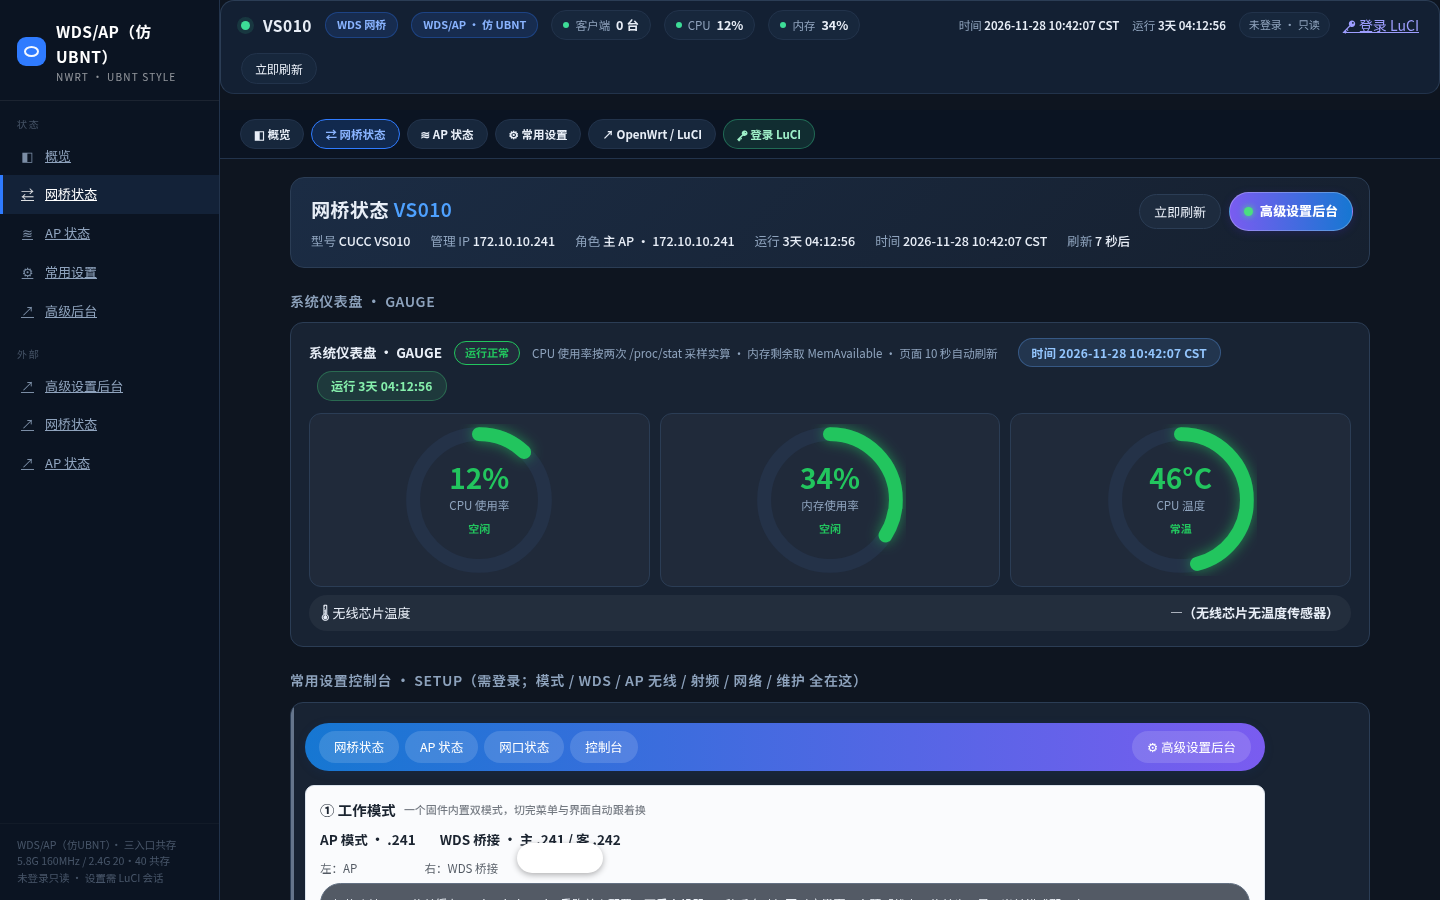 WDS/AP（仿
UBNT）
NWRT · UBNT STYLE
状态
概览
网桥状态
AP 状态
常用设置
高级后台
外部
高级设置后台
网桥状态
AP 状态
WDS/AP（仿UBNT）· 三入口共存
5.8G 160MHz / 2.4G 20·40 共存
未登录只读 · 设置需 LuCI 会话
VS010 WDS 网桥 WDS/AP · 仿 UBNT 客户端 0 台 CPU 12% 内存 34% 时间 2026-11-28 10:42:07 CST 运行 3天 04:12:56 未登录 · 只读 登录 LuCI
立即刷新
概览 网桥状态 AP 状态 常用设置 OpenWrt / LuCI 登录 LuCI
网桥状态 VS010 立即刷新 高级设置后台
型号 CUCC VS010 管理 IP 172.10.10.241 角色 主 AP · 172.10.10.241 运行 3天 04:12:56 时间 2026-11-28 10:42:07 CST 刷新 7 秒后
系统仪表盘 · GAUGE
系统仪表盘 · GAUGE 运行正常 CPU 使用率按两次 /proc/stat 采样实算 · 内存剩余取 MemAvailable · 页面 10 秒自动刷新 时间 2026-11-28 10:42:07 CST
运行 3天 04:12:56
12% 34% 46°C
CPU 使用率 内存使用率 CPU 温度
空闲 空闲 常温
无线芯片温度 —（无线芯片无温度传感器）
常用设置控制台 · SETUP（需登录；模式 / WDS / AP 无线 / 射频 / 网络 / 维护 全在这）
网桥状态 AP 状态 网口状态 控制台 高级设置后台
① 工作模式 一个固件内置双模式，切完菜单与界面自动跟着换
AP 模式 · .241 WDS 桥接 · 主 .241 / 客 .242
左：AP 右：WDS 桥接